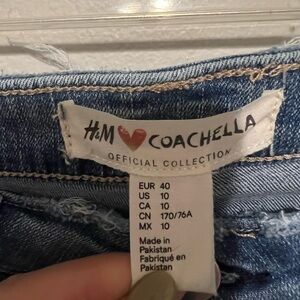 H&M COACHELLA
OFFICIAL COLLECTION
EUR 40
US 10
CA 10
CN 170/76A
MX 10
Made in
Pakistan
Fabriqué en
Pakistan